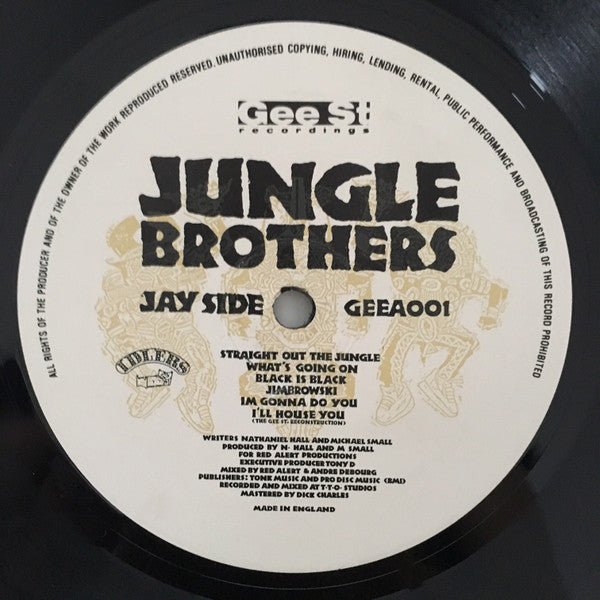 ALL RIGHTS OF THE PRODUCER AND OF THE OWNER OF THE WORK REPRODUCED RESERVED. UNAUTHORISED COPYING, HIRING, LENDING, RENTAL, PUBLIC PERFORMANCE AND BROADCASTING OF THIS RECORD PROHIBITED
Gee St
recordings
JUNGLE
BROTHERS
JAY SIDE
GEEA001
IDLERS
STRAIGHT OUT THE JUNGLE
WHAT'S GOING ON
BLACK IS BLACK
JIMBROWSKI
IM GONNA DO YOU
I'LL HOUSE YOU
(THE GEE ST. RECONSTRUCTION)
WRITERS NATHANIEL HALL AND MICHAEL SMALL
PRODUCED BY N· HALL AND M SMALL
FOR RED ALERT PRODUCTIONS
EXECUTIVE PRODUCER TONY D
MIXED BY RED ALERT & ANDRE DEBOURG
PUBLISHERS: TONK MUSIC AND PRO DISC MUSIC (BMI)
RECORDED AND MIXED AT T·T·O· STUDIOS
MASTERED BY DICK CHARLES
MADE IN ENGLAND